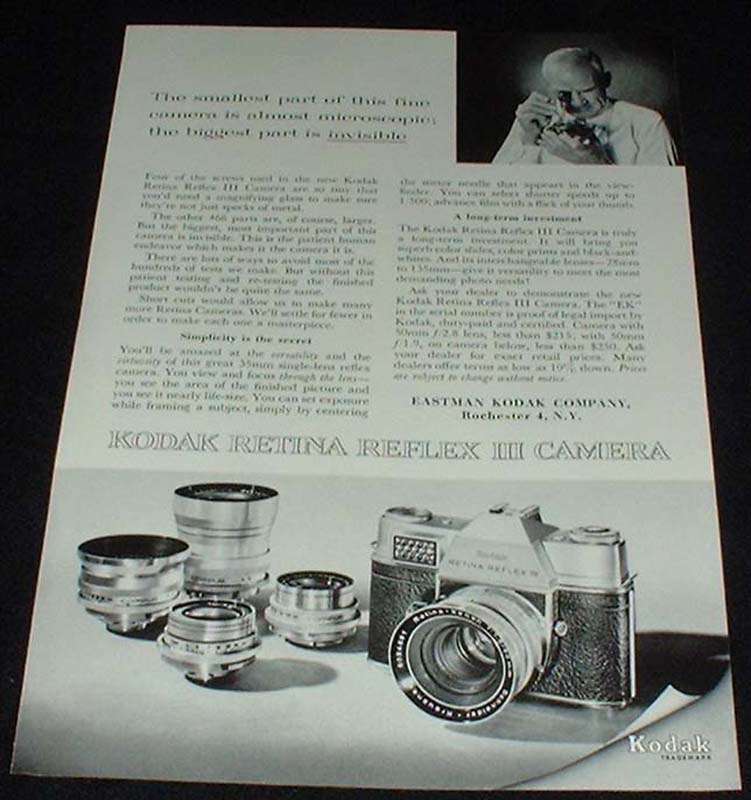 The smallest part of this fine
camera is almost microscopic;
the biggest part is invisible
Four of the screws used in the new Kodak
Retina Reflex III Camera are so tiny that
you'd need a magnifying glass to make sure
they're not just specks of metal.
The other 466 parts are, of course, larger.
But the biggest, most important part of this
camera is invisible. This is the patient human
endeavor which makes the camera it is.
There are lots of ways to avoid most of the
hundreds of tests we make. But without this
patient testing and re-testing the finished
product wouldn't be quite the same.
Short cuts would allow us to make many
more Retina Cameras. We'll settle for fewer in
order to make each one a masterpiece.
Simplicity is the secret
You'll be amazed at the versatility and the
virtuosity of this great 35mm single-lens reflex
camera. You view and focus through the lens—
you see the area of the finished picture and
you see it nearly life-size. You can set exposure
while framing a subject, simply by centering
the meter needle that appears in the view-
finder. You can select shutter speeds up to
1/500; advance film with a flick of your thumb.
A long-term investment
The Kodak Retina Reflex III Camera is truly
a long-term investment. It will bring you
superb color slides, color prints and black-and-
whites. And its interchangeable lenses—28mm
to 135mm—give it versatility to meet the most
demanding photo needs!
Ask your dealer to demonstrate the new
Kodak Retina Reflex III Camera. The "EK"
in the serial number is proof of legal import by
Kodak, duty-paid and certified. Camera with
50mm f/2.8 lens, less than $215; with 50mm
f/1.9, on camera below, less than $250. Ask
your dealer for exact retail prices. Many
dealers offer terms as low as 10% down. Prices
are subject to change without notice.
EASTMAN KODAK COMPANY,
Rochester 4, N.Y.
KODAK RETINA REFLEX III CAMERA
Kodak
RETINA REFLEX III
Schneider - Kreuznach
Retina-Xenon
Kodak
TRADEMARK